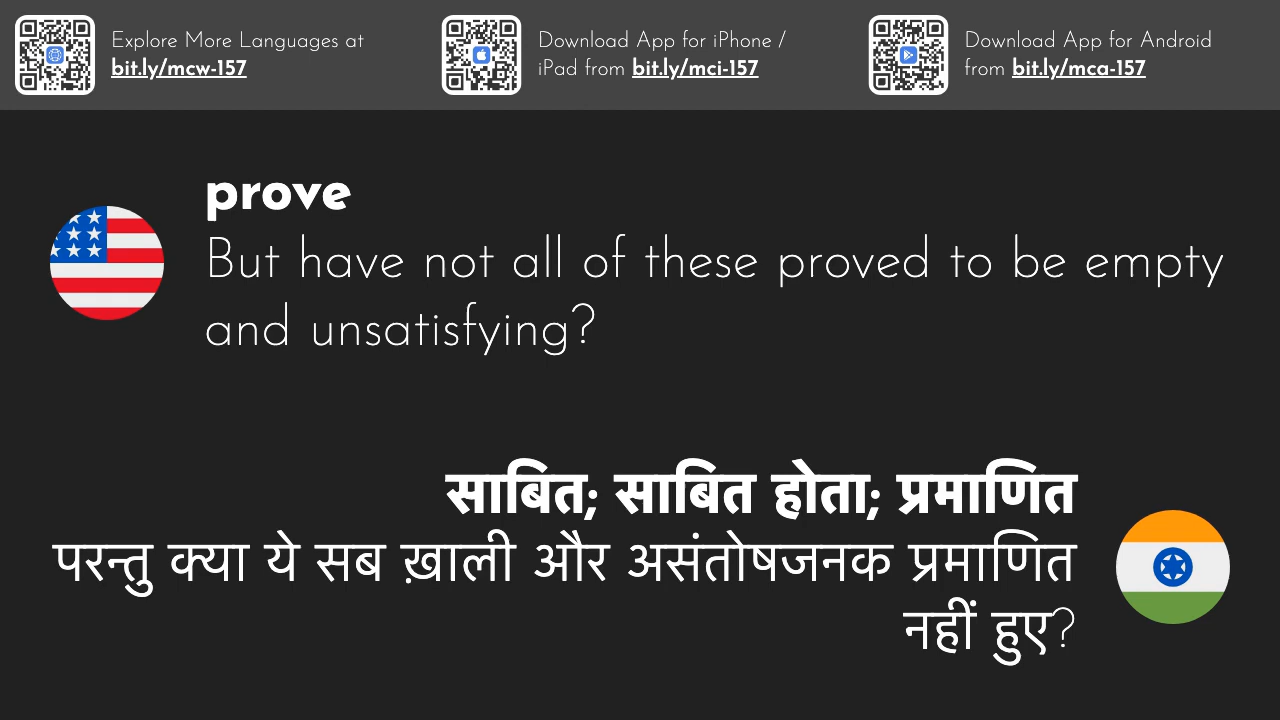 Explore More Languages at
bit.ly/mcw-157
Download App for iPhone /
iPad from bit.ly/mci-157
Download App for Android
from bit.ly/mca-157
prove
But have not all of these proved to be empty
and unsatisfying?
साबित; साबित होता; प्रमाणित
परन्तु क्या ये सब ख़ाली और असंतोषजनक प्रमाणित
नहीं हुए?